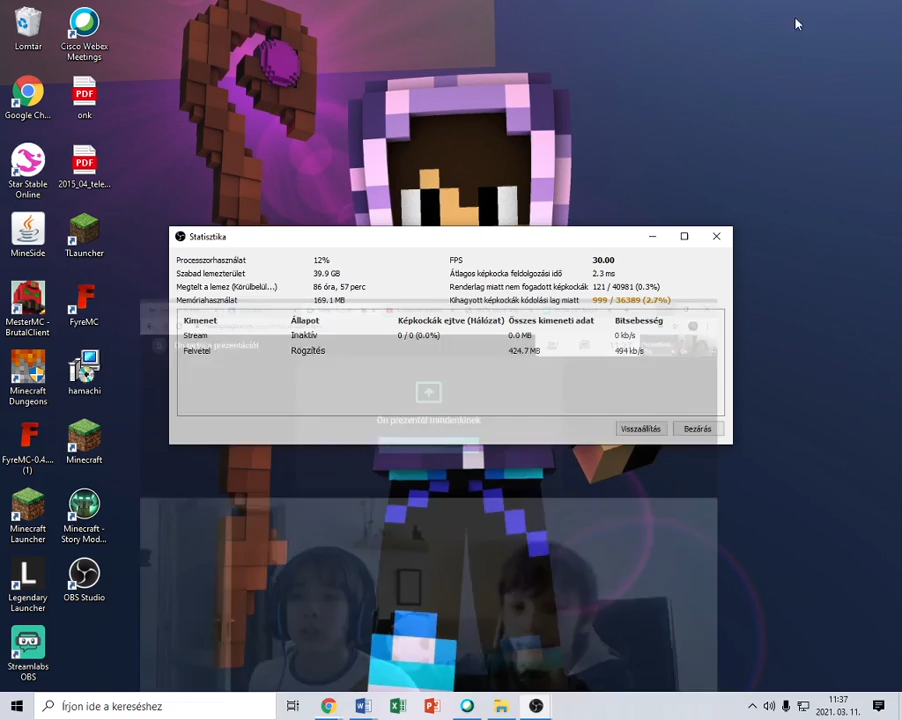 Lomtár
Cisco Webex
Meetings
Google Ch...
PDF
onk
Star Stable
Online
PDF
2015_04_tele...
MineSide
TLauncher
MesterMC -
BrutalClient
FyreMC
Minecraft
Dungeons
hamachi
FyreMC-0.4....
(1)
Minecraft
Minecraft
Launcher
Minecraft -
Story Mod...
Legendary
Launcher
OBS Studio
Streamlabs
OBS
Statisztika
Processzorhasználat 12% FPS 30.00
Szabad lemezterület 39.9 GB Átlagos képkocka feldolgozási idő 2.3 ms
Megtelt a lemez (Körülbelül...) 86 óra, 57 perc Renderlag miatt nem fogadott képkockák 121 / 40981 (0.3%)
Memóriahasználat 169.1 MB Kihagyott képkockák kódolási lag miatt 999 / 36389 (2.7%)
Kimenet Állapot Képkockák ejtve (Hálózat) Összes kimeneti adat Bitsebesség
Stream Inaktív 0 / 0 (0.0%) 0.0 MB 0 kb/s
Felvétel Rögzítés 424.7 MB 494 kb/s
Ön prezentál mindenkinek
Visszaállítás Bezárás
Írjon ide a kereséshez
11:37
2021. 03. 11.